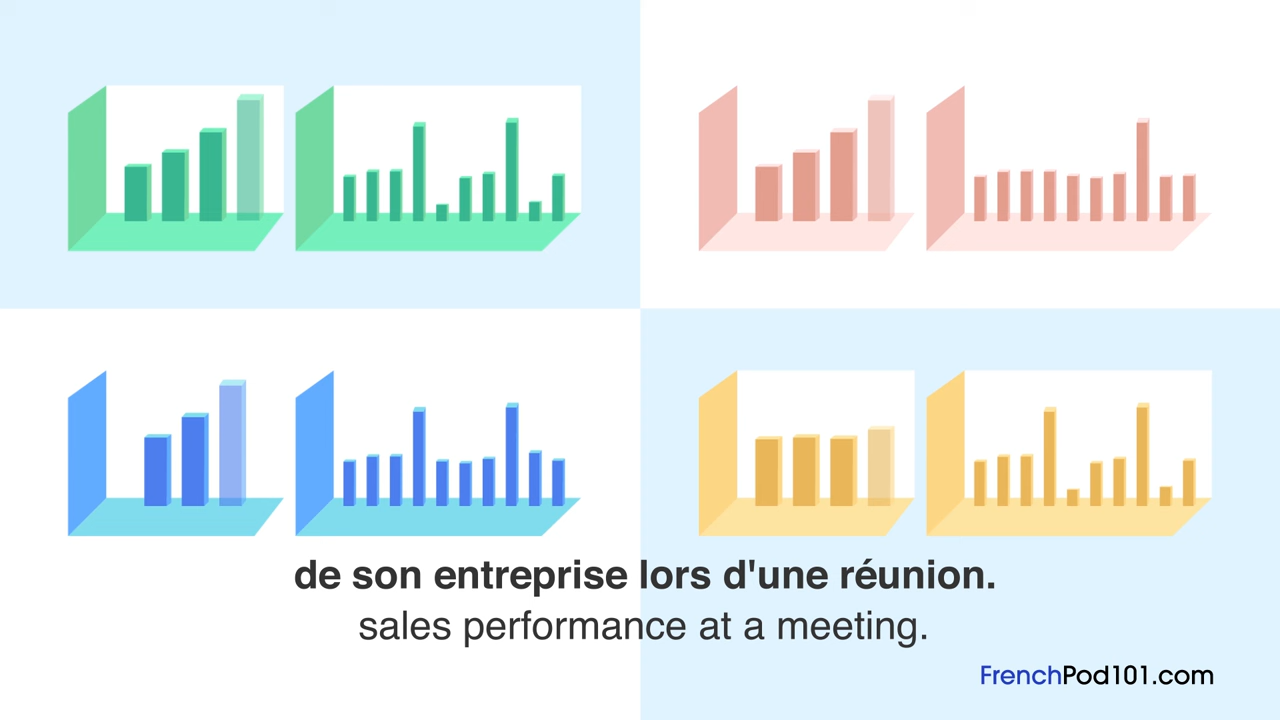 de son entreprise lors d'une réunion.
sales performance at a meeting.
FrenchPod101.com